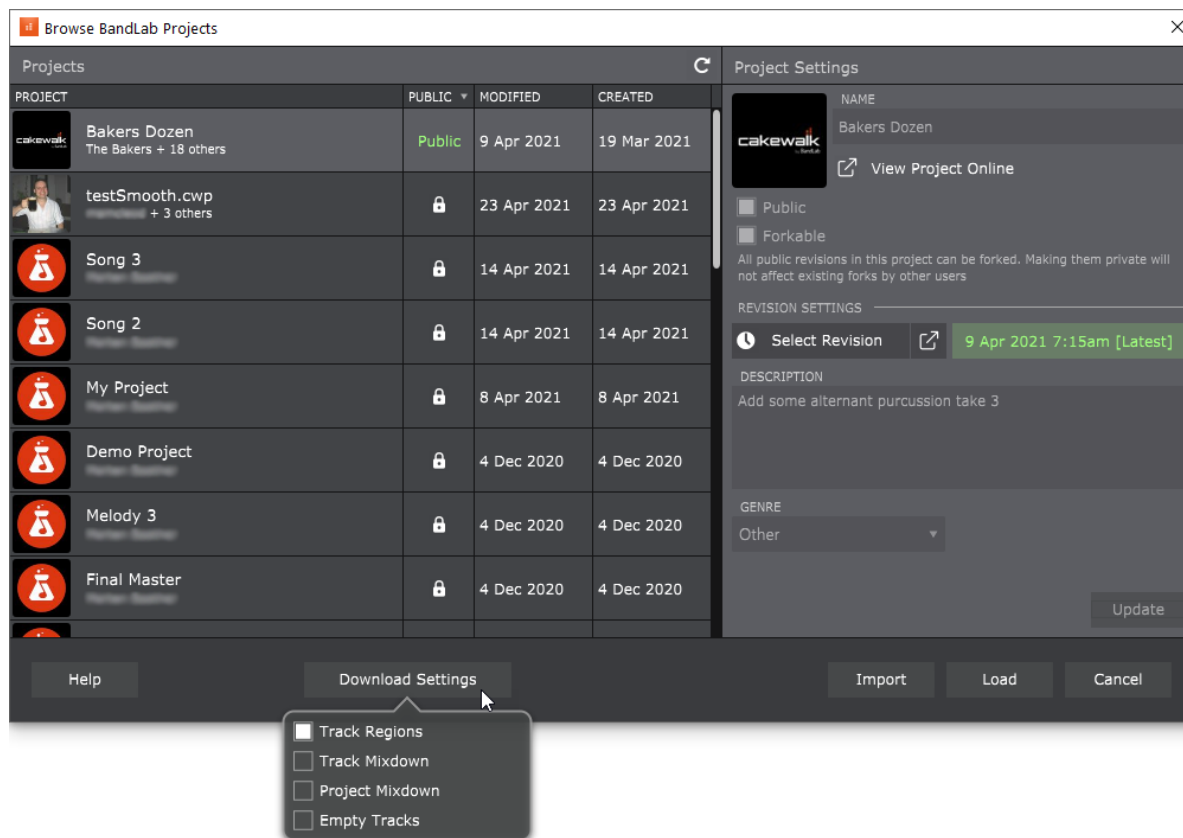 Browse BandLab Projects
Projects
PROJECT
PUBLIC
MODIFIED
CREATED
cakewalk
Bakers Dozen
The Bakers + 18 others
Public
9 Apr 2021
19 Mar 2021
testSmooth.cwp
+ 3 others
23 Apr 2021
23 Apr 2021
Song 3
14 Apr 2021
14 Apr 2021
Song 2
14 Apr 2021
14 Apr 2021
My Project
8 Apr 2021
8 Apr 2021
Demo Project
4 Dec 2020
4 Dec 2020
Melody 3
4 Dec 2020
4 Dec 2020
Final Master
4 Dec 2020
4 Dec 2020
Project Settings
cakewalk
by BandLab
NAME
Bakers Dozen
View Project Online
Public
Forkable
All public revisions in this project can be forked. Making them private will
not affect existing forks by other users
REVISION SETTINGS
Select Revision
9 Apr 2021 7:15am [Latest]
DESCRIPTION
Add some alternant purcussion take 3
GENRE
Other
Update
Help
Download Settings
Import
Load
Cancel
Track Regions
Track Mixdown
Project Mixdown
Empty Tracks